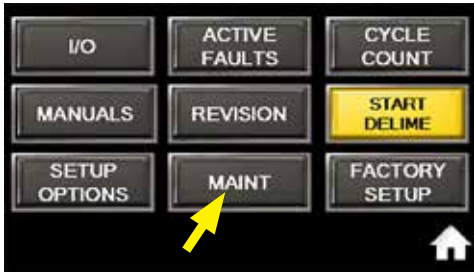 I/O
ACTIVE
FAULTS
CYCLE
COUNT
MANUALS
REVISION
START
DELIME
SETUP
OPTIONS
MAINT
FACTORY
SETUP